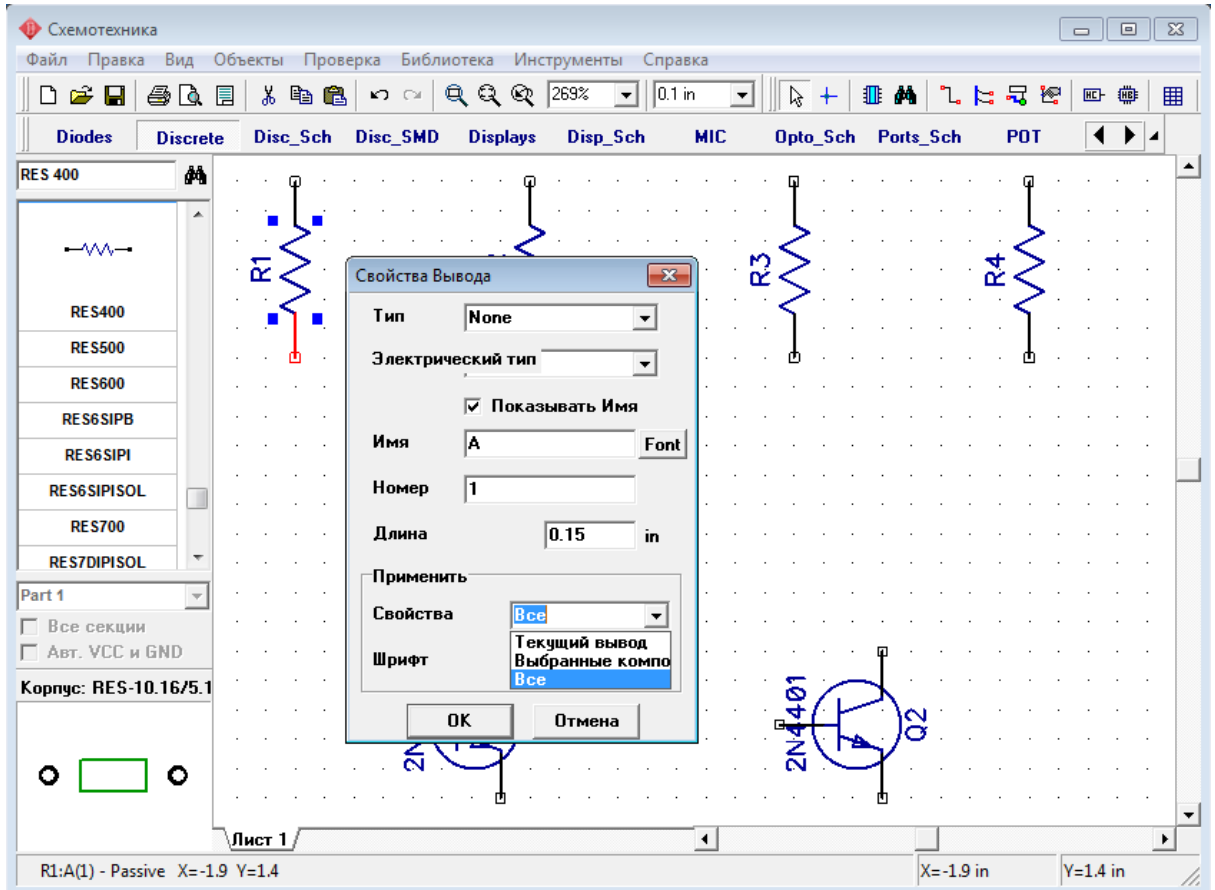 Схемотехника
Файл Правка Вид Объекты Проверка Библиотека Инструменты Справка
269% 0.1 in
Diodes Discrete Disc_Sch Disc_SMD Displays Disp_Sch MIC Opto_Sch Ports_Sch POT
RES 400
RES400
RES500
RES600
RES6SIPB
RES6SIPI
RES6SIPISOL
RES700
RES7DIPISOL
Part 1
Все секции
Авт. VCC и GND
Корпус: RES-10.16/5.1
R1
R3
R4
Свойства Вывода
Тип None
Электрический тип
Показывать Имя
Имя A Font
Номер 1
Длина 0.15 in
Применить
Свойства Все
Текущий вывод
Выбранные компо
Все
Шрифт
OK Отмена
2N
2N4401
Q2
Лист 1
R1:A(1) - Passive X=-1.9 Y=1.4 X=-1.9 in Y=1.4 in